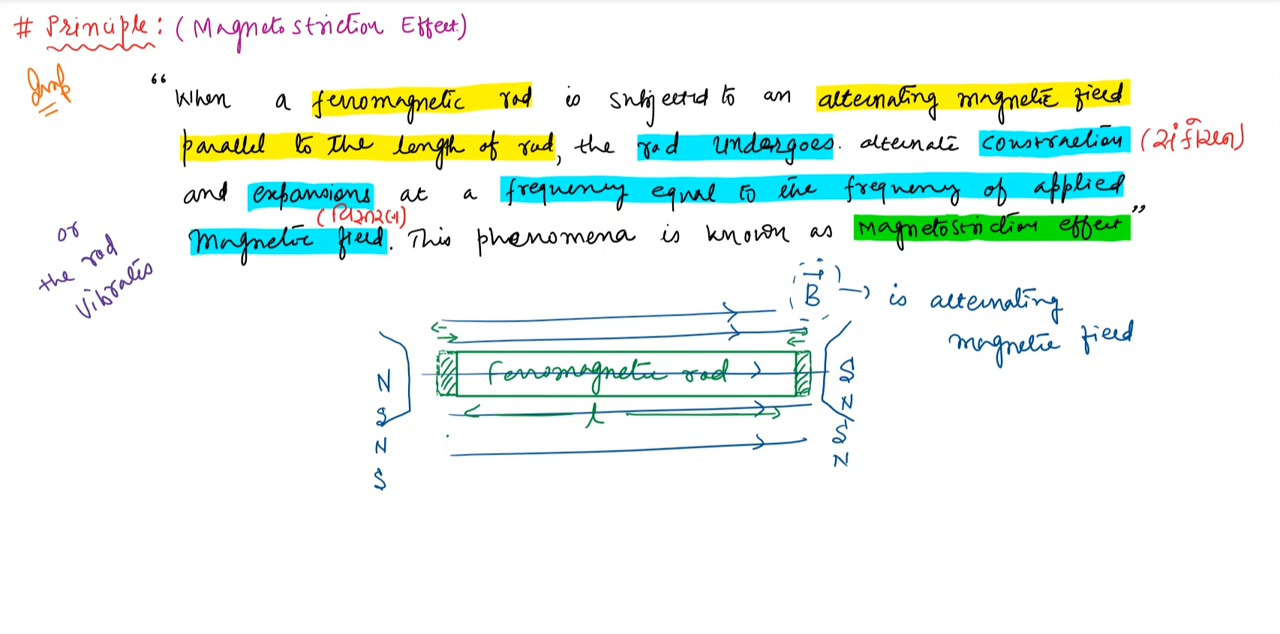 # Principle: (Magnetostriction Effect)
Imp
“When a ferromagnetic rod is subjected to an alternating magnetic field
parallel to the length of rod, the rod undergoes. alternate constraction
and expansions at a frequency equal to the frequency of applied
Magnetic field. This phenomena is known as Magnetostriction effect”
or
the rod
vibrates
B → is alternating
magnetic field
N Ferromagnetic rod S
S l N
N S
S N